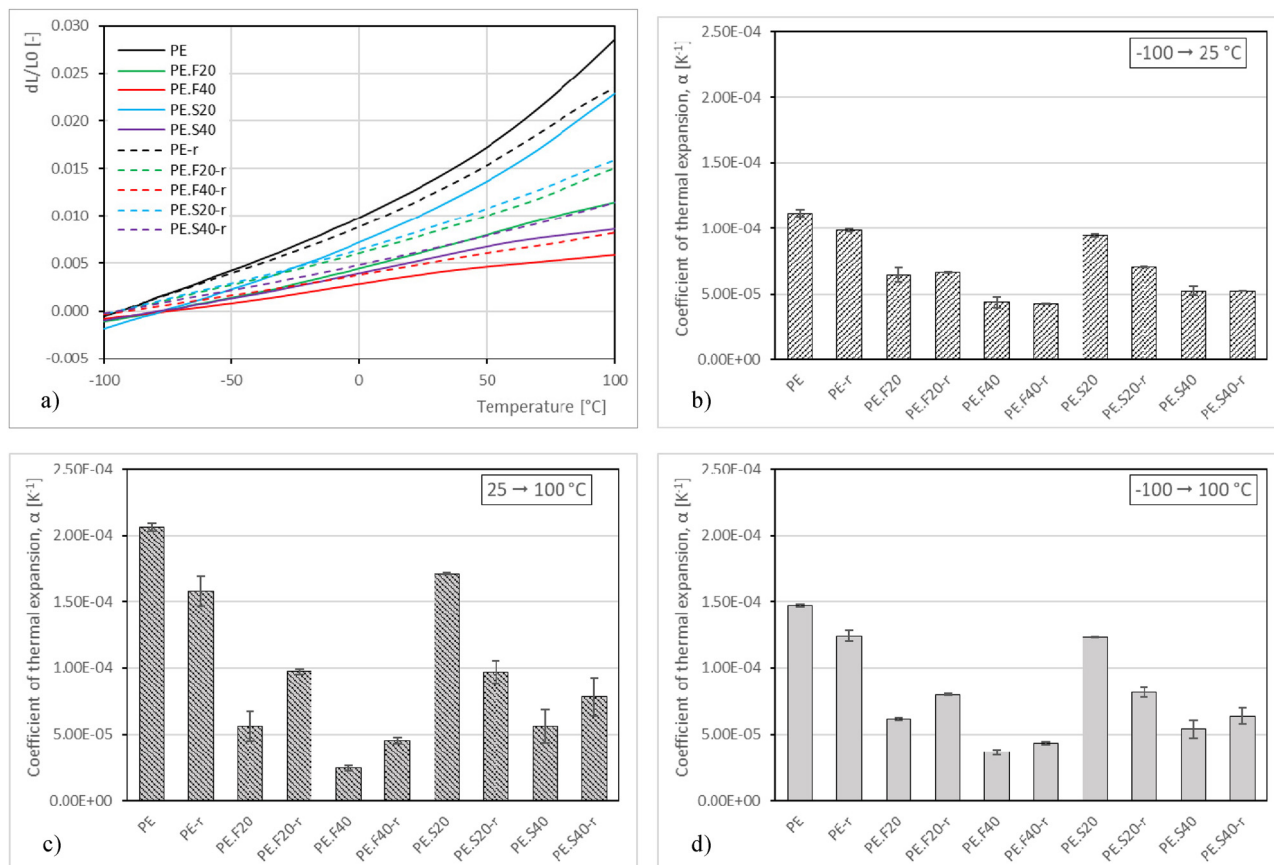 0.030
0.025
0.020
0.015
0.010
0.005
0.000
-0.005
dL/L0 [-]
PE
PE.F20
PE.F40
PE.S20
PE.S40
PE-r
PE.F20-r
PE.F40-r
PE.S20-r
PE.S40-r
-100 -50 0 50 100
Temperature [°C]
a)
2.50E-04
2.00E-04
1.50E-04
1.00E-04
5.00E-05
0.00E+00
Coefficient of thermal expansion, α [K⁻¹]
-100 → 25 °C
PE PE-r PE.F20 PE.F20-r PE.F40 PE.F40-r PE.S20 PE.S20-r PE.S40 PE.S40-r
b)
2.50E-04
2.00E-04
1.50E-04
1.00E-04
5.00E-05
0.00E+00
Coefficient of thermal expansion, α [K⁻¹]
25 → 100 °C
PE PE-r PE.F20 PE.F20-r PE.F40 PE.F40-r PE.S20 PE.S20-r PE.S40 PE.S40-r
c)
2.50E-04
2.00E-04
1.50E-04
1.00E-04
5.00E-05
0.00E+00
Coefficient of thermal expansion, α [K⁻¹]
-100 → 100 °C
PE PE-r PE.F20 PE.F20-r PE.F40 PE.F40-r PE.S20 PE.S20-r PE.S40 PE.S40-r
d)